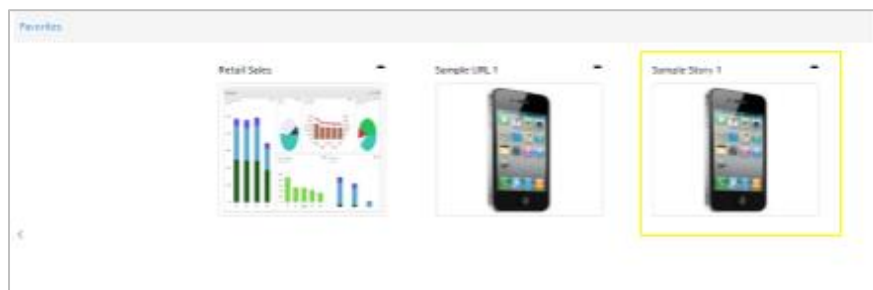 Favorites
Retail Sales
Sample URL 1
Sample Story 1